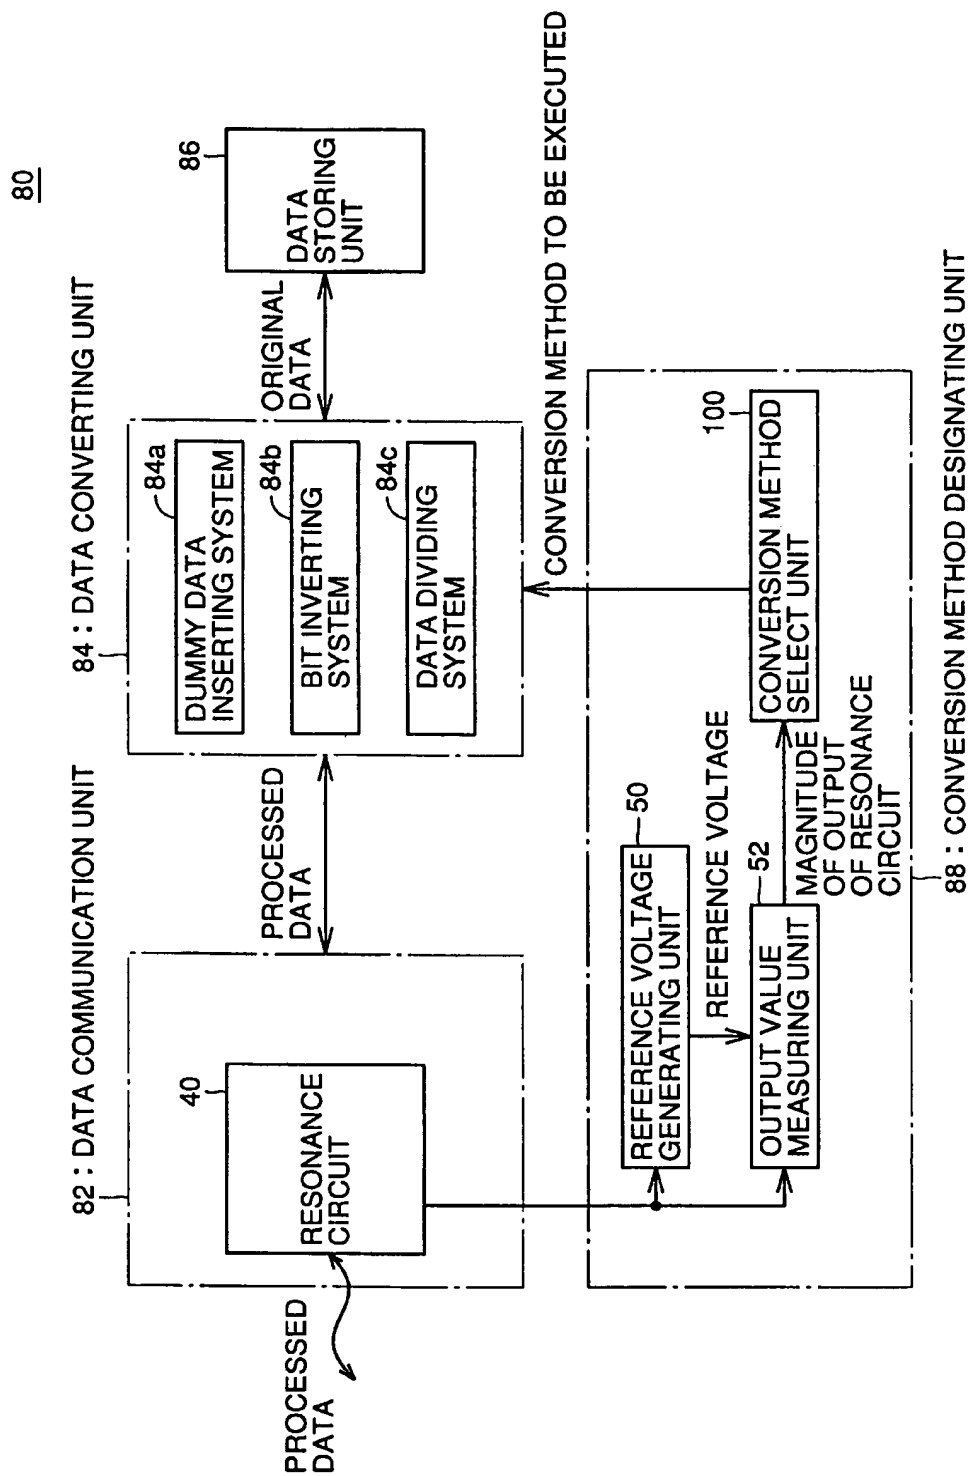 80
82 : DATA COMMUNICATION UNIT
84 : DATA CONVERTING UNIT
40
RESONANCE
CIRCUIT
PROCESSED
DATA
PROCESSED
DATA
84a
DUMMY DATA
INSERTING SYSTEM
84b
BIT INVERTING
SYSTEM
84c
DATA DIVIDING
SYSTEM
ORIGINAL
DATA
86
DATA
STORING
UNIT
CONVERSION METHOD TO BE EXECUTED
50
REFERENCE VOLTAGE
GENERATING UNIT
REFERENCE VOLTAGE
52
OUTPUT VALUE
MEASURING UNIT
MAGNITUDE
OF OUTPUT
OF RESONANCE
CIRCUIT
100
CONVERSION METHOD
SELECT UNIT
88 : CONVERSION METHOD DESIGNATING UNIT